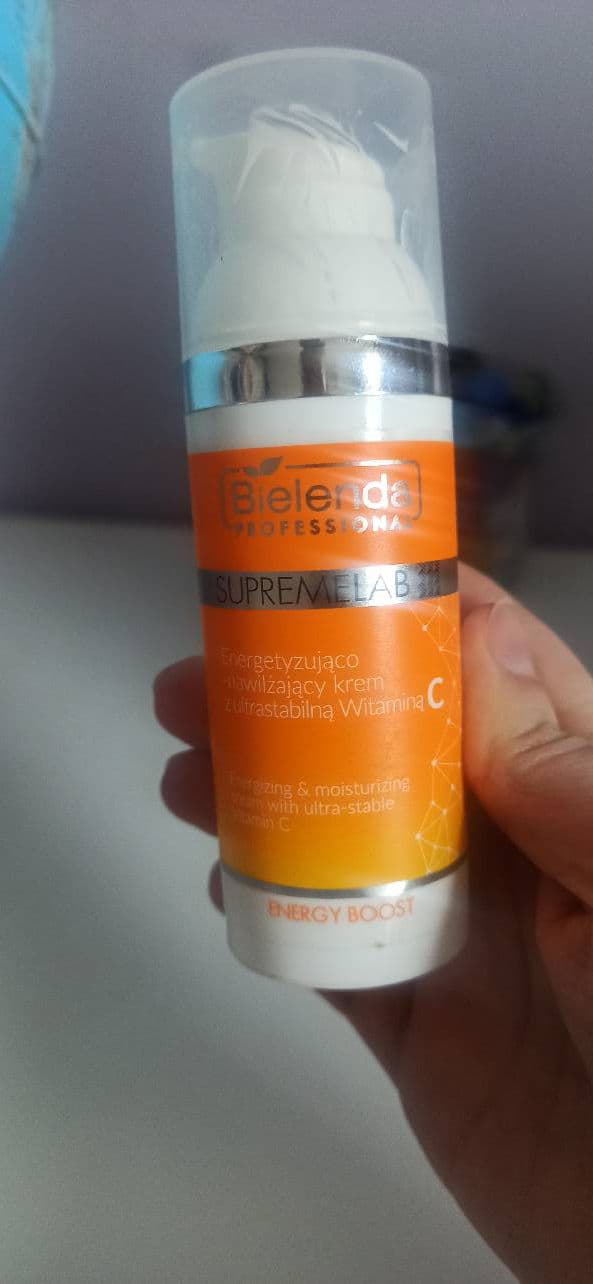 Bielenda
PROFESSIONAL
SUPREMELAB
Energetyzująco
-nawilżający krem
z ultrastabilną Witaminą C
Energizing & moisturizing
cream with ultra-stable
vitamin C
ENERGY BOOST